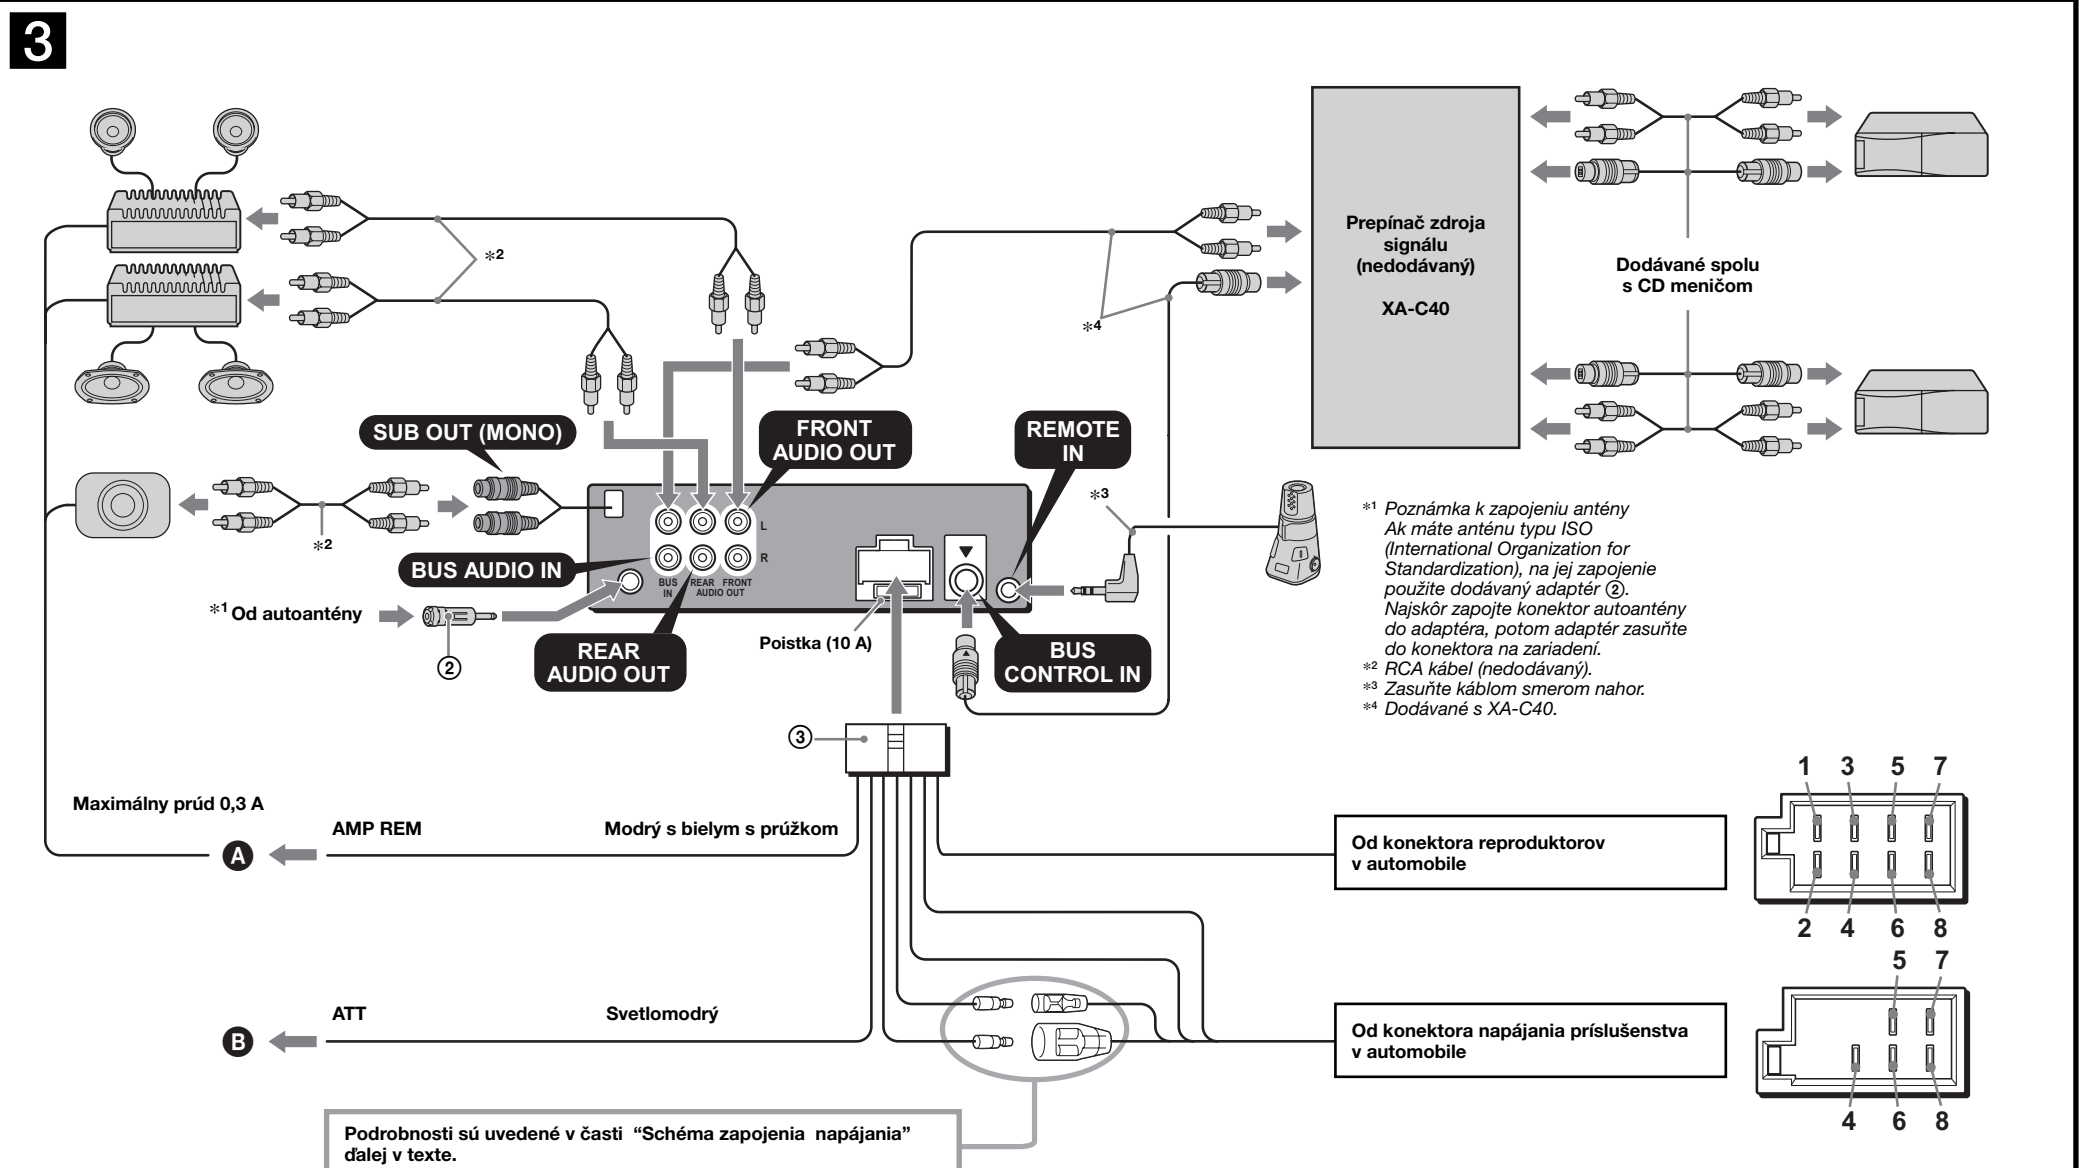 3
*2
*4
Prepínač zdroja
signálu
(nedodávaný)
XA-C40
Dodávané spolu
s CD meničom
SUB OUT (MONO)
FRONT
AUDIO OUT
REMOTE
IN
*3
*2
L
R
BUS AUDIO IN
BUS
IN
REAR FRONT
AUDIO OUT
*1 Od autoantény
2
REAR
AUDIO OUT
Poistka (10 A)
BUS
CONTROL IN
*1 Poznámka k zapojeniu antény
Ak máte anténu typu ISO
(International Organization for
Standardization), na jej zapojenie
použite dodávaný adaptér ②.
Najskôr zapojte konektor autoantény
do adaptéra, potom adaptér zasuňte
do konektora na zariadení.
*2 RCA kábel (nedodávaný).
*3 Zasuňte káblom smerom nahor.
*4 Dodávané s XA-C40.
3
Maximálny prúd 0,3 A
AMP REM
Modrý s bielym s prúžkom
A
Od konektora reproduktorov
v automobile
1 3 5 7
2 4 6 8
ATT
Svetlomodrý
B
Od konektora napájania príslušenstva
v automobile
5 7
4 6 8
Podrobnosti sú uvedené v časti “Schéma zapojenia napájania”
ďalej v texte.